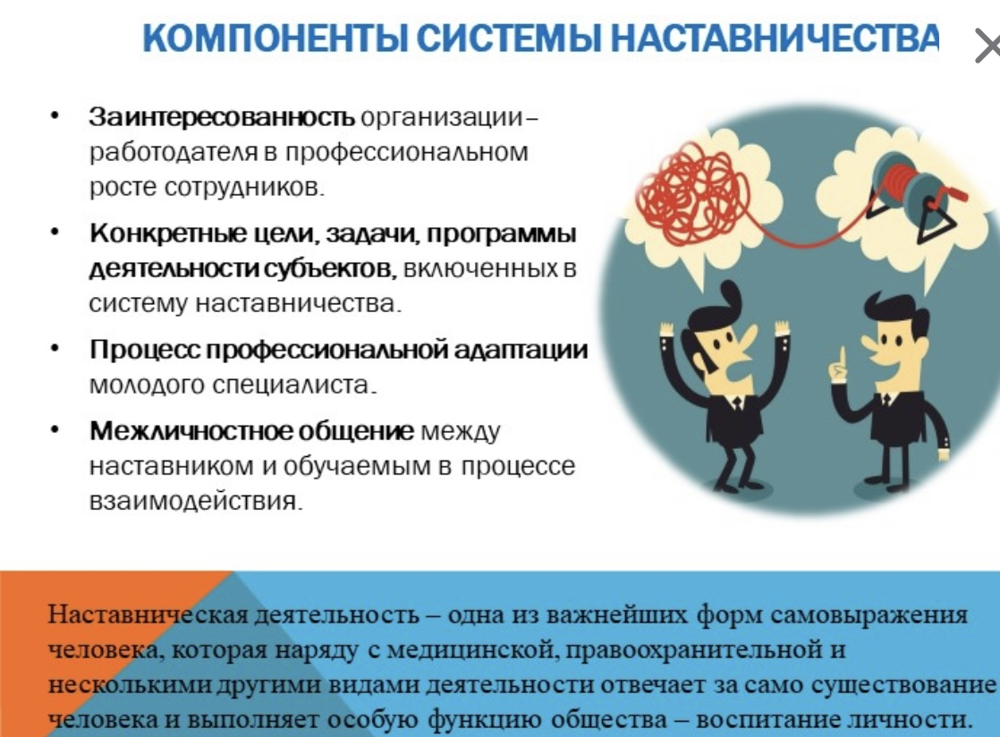 КОМПОНЕНТЫ СИСТЕМЫ НАСТАВНИЧЕСТВА
• Заинтересованность организации–
работодателя в профессиональном
росте сотрудников.
• Конкретные цели, задачи, программы
деятельности субъектов, включенных в
систему наставничества.
• Процесс профессиональной адаптации
молодого специалиста.
• Межличностное общение между
наставником и обучаемым в процессе
взаимодействия.
Наставническая деятельность – одна из важнейших форм самовыражения
человека, которая наряду с медицинской, правоохранительной и
несколькими другими видами деятельности отвечает за само существование
человека и выполняет особую функцию общества – воспитание личности.